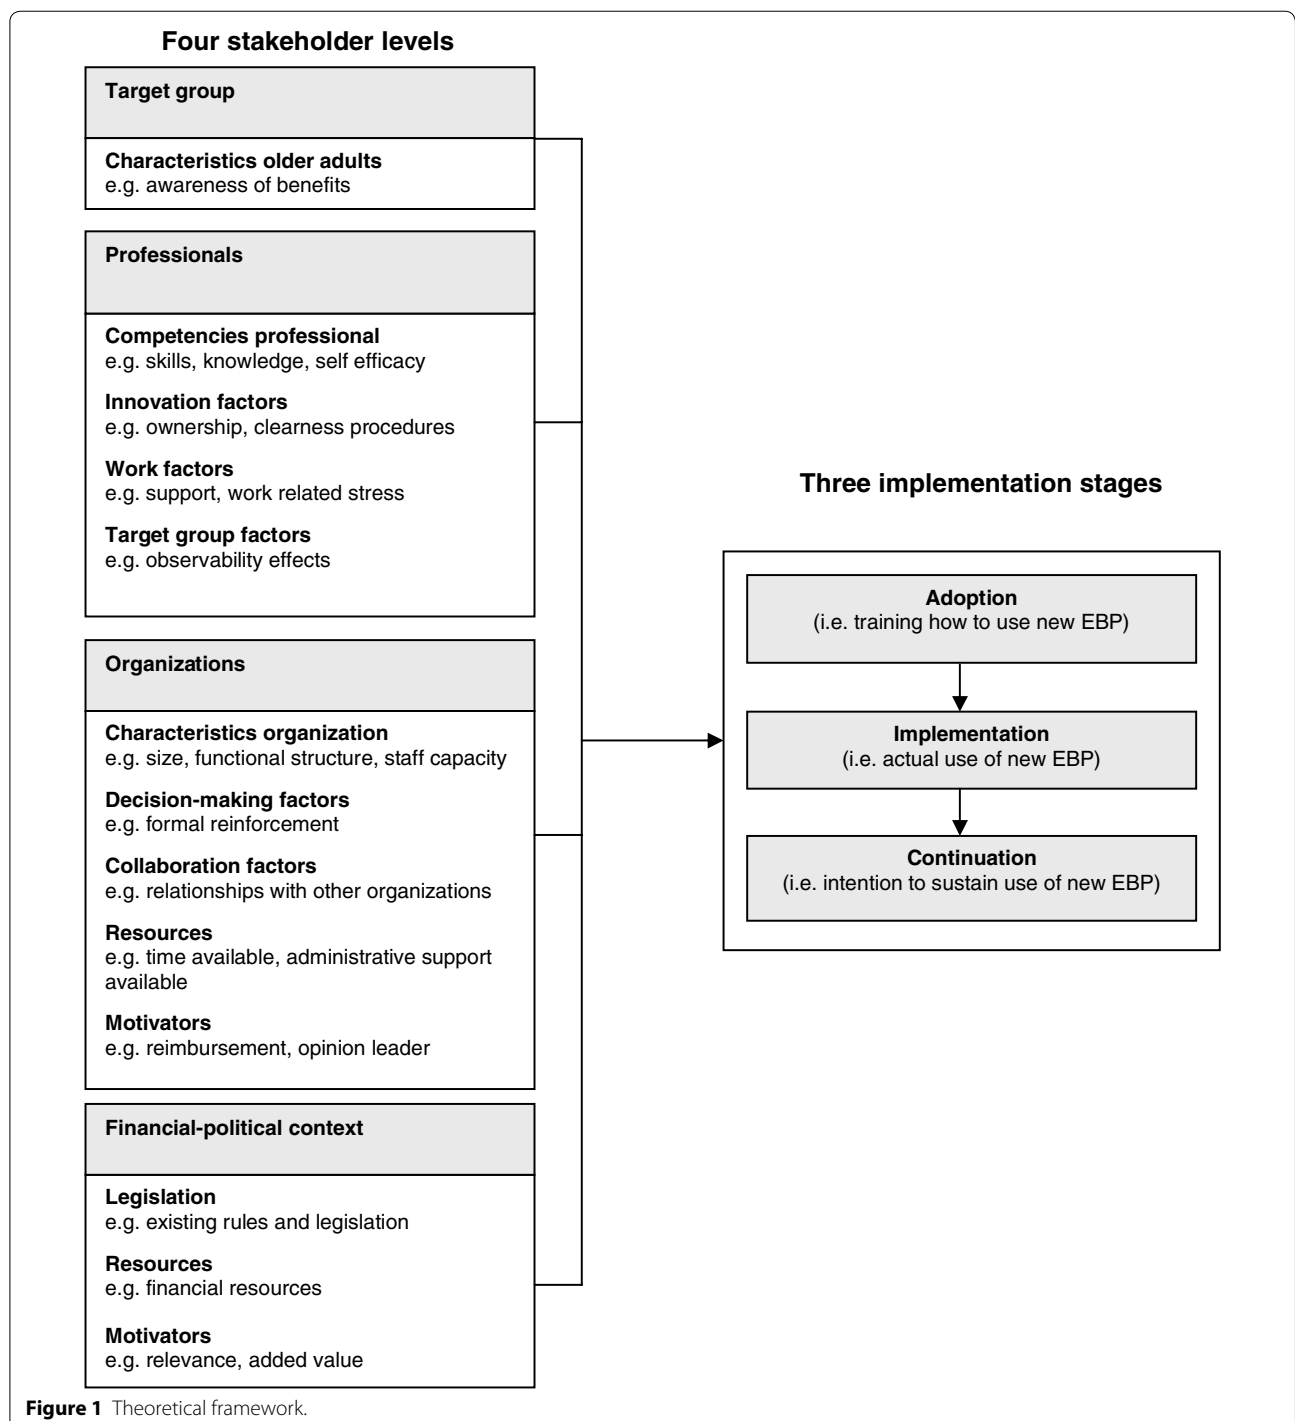 Four stakeholder levels
Target group
Characteristics older adults
e.g. awareness of benefits
Professionals
Competencies professional
e.g. skills, knowledge, self efficacy
Innovation factors
e.g. ownership, clearness procedures
Work factors
e.g. support, work related stress
Target group factors
e.g. observability effects
Organizations
Characteristics organization
e.g. size, functional structure, staff capacity
Decision-making factors
e.g. formal reinforcement
Collaboration factors
e.g. relationships with other organizations
Resources
e.g. time available, administrative support
available
Motivators
e.g. reimbursement, opinion leader
Financial-political context
Legislation
e.g. existing rules and legislation
Resources
e.g. financial resources
Motivators
e.g. relevance, added value
Three implementation stages
Adoption
(i.e. training how to use new EBP)
Implementation
(i.e. actual use of new EBP)
Continuation
(i.e. intention to sustain use of new EBP)
Figure 1 Theoretical framework.